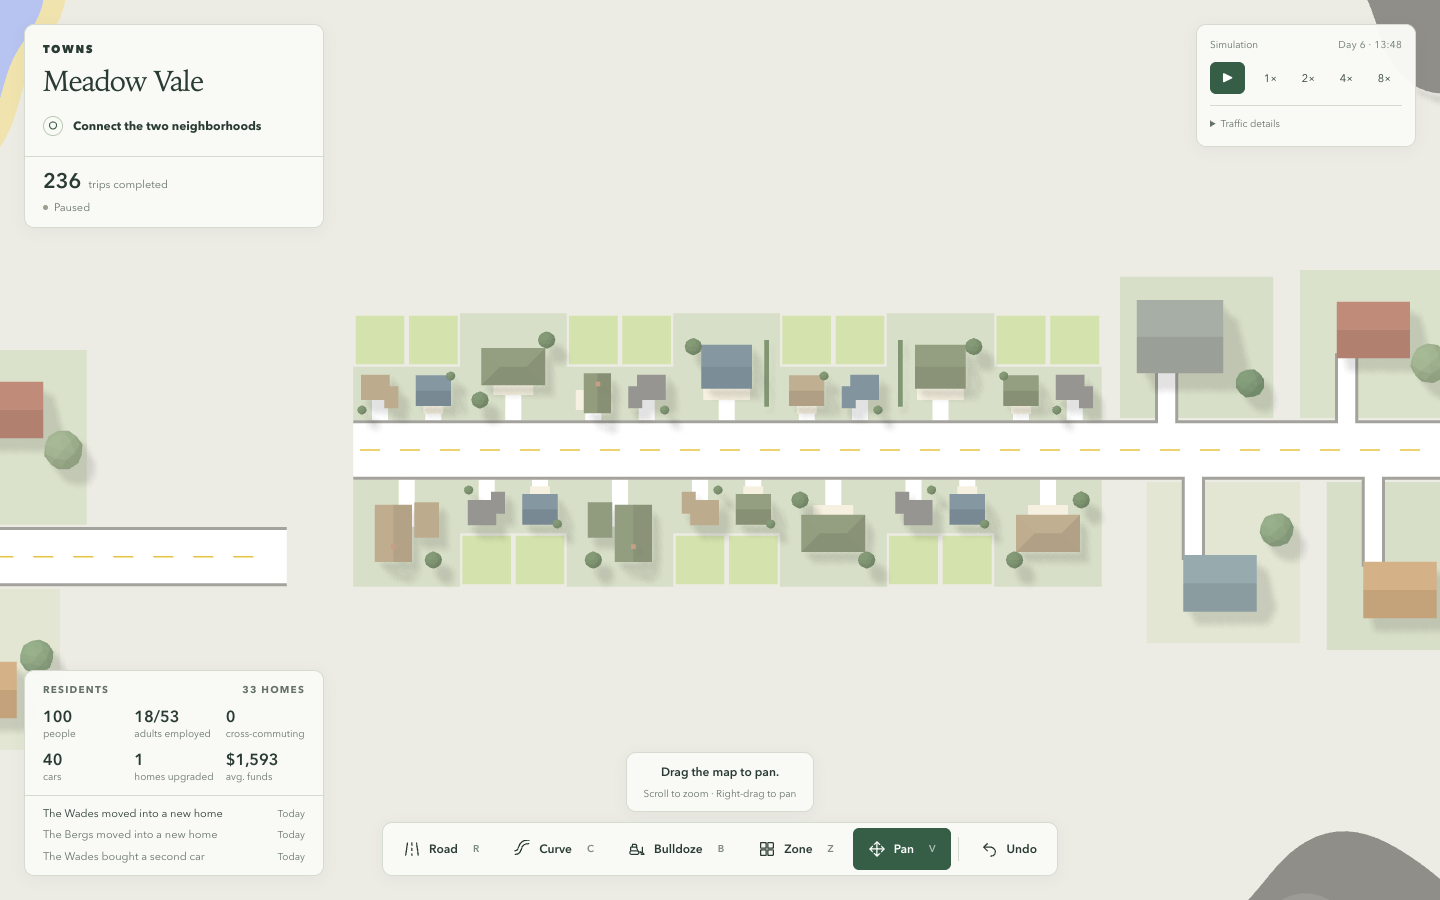 TOWNS
Meadow Vale
Connect the two neighborhoods
236 trips completed
Paused
Simulation Day 6 · 13:48
1× 2× 4× 8×
Traffic details
RESIDENTS 33 HOMES
100 18/53 0
people adults employed cross-commuting
40 1 $1,593
cars homes upgraded avg. funds
The Wades moved into a new home Today
The Bergs moved into a new home Today
The Wades bought a second car Today
Drag the map to pan.
Scroll to zoom · Right-drag to pan
Road R Curve C Bulldoze B Zone Z Pan V Undo